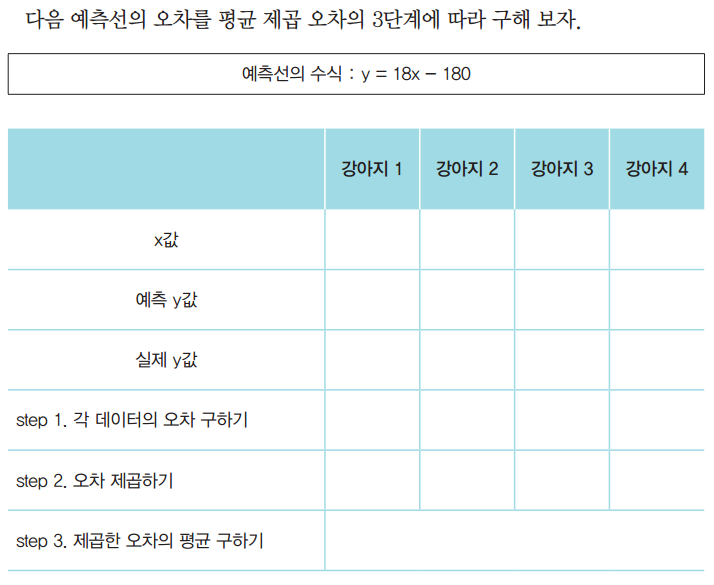 다음 예측선의 오차를 평균 제곱 오차의 3단계에 따라 구해 보자.
예측선의 수식 : y = 18x − 180
강아지 1 강아지 2 강아지 3 강아지 4
x값
예측 y값
실제 y값
step 1. 각 데이터의 오차 구하기
step 2. 오차 제곱하기
step 3. 제곱한 오차의 평균 구하기